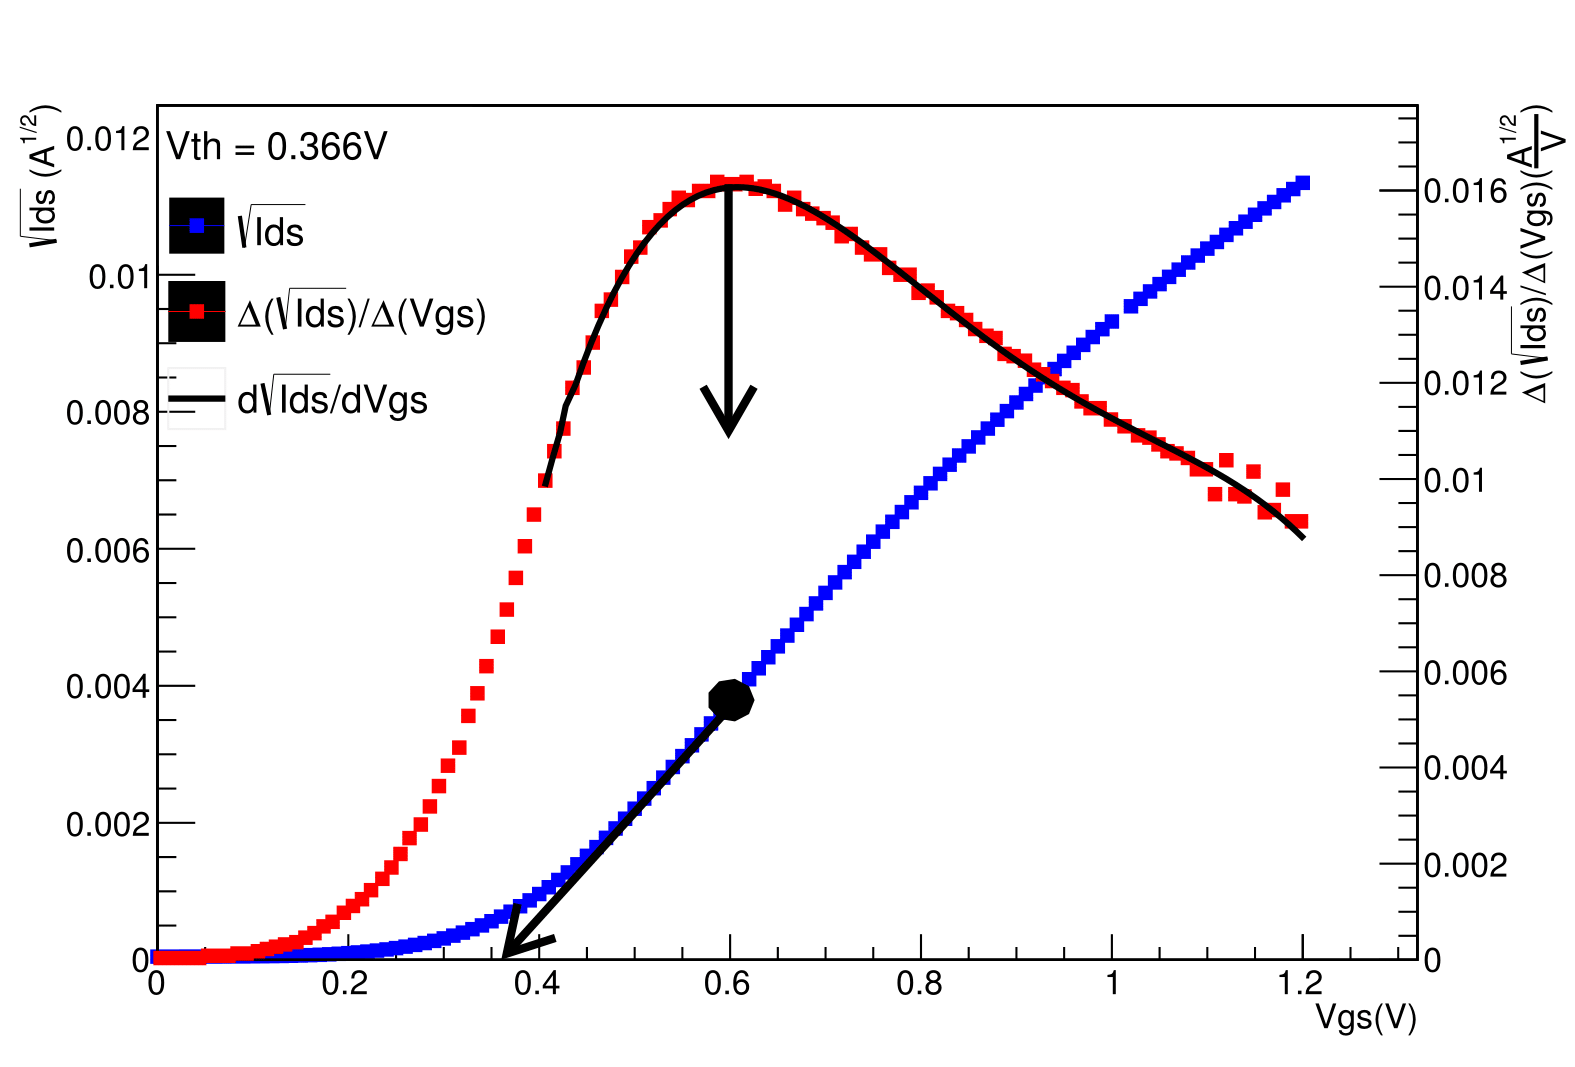 √Ids (A^1/2)
0.012
0.01
0.008
0.006
0.004
0.002
0
Vth = 0.366V
√Ids
Δ(√Ids)/Δ(Vgs)
d√Ids/dVgs
Δ(√Ids)/Δ(Vgs)(A^1/2/V)
0.016
0.014
0.012
0.01
0.008
0.006
0.004
0.002
0
0 0.2 0.4 0.6 0.8 1 1.2
Vgs(V)